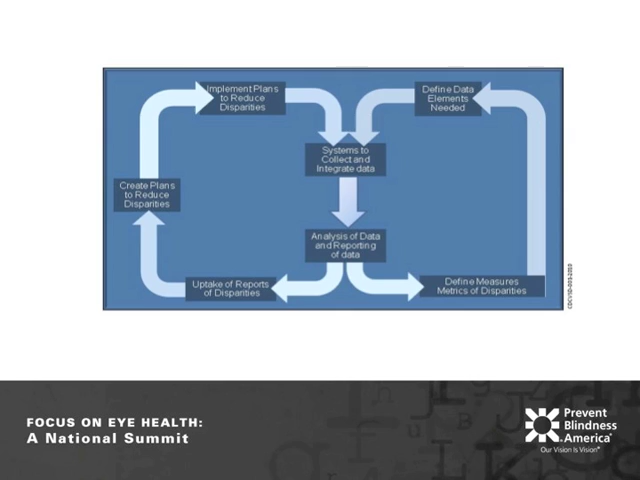 Implement Plans
to Reduce
Disparities
Define Data
Elements
Needed
Systems to
Collect and
Integrate data
Create Plans
to Reduce
Disparities
Analysis of Data
and Reporting
of data
Uptake of Reports
of Disparities
Define Measures
Metrics of Disparities
FOCUS ON EYE HEALTH:
A National Summit
Prevent
Blindness
America®
Our Vision Is Vision®